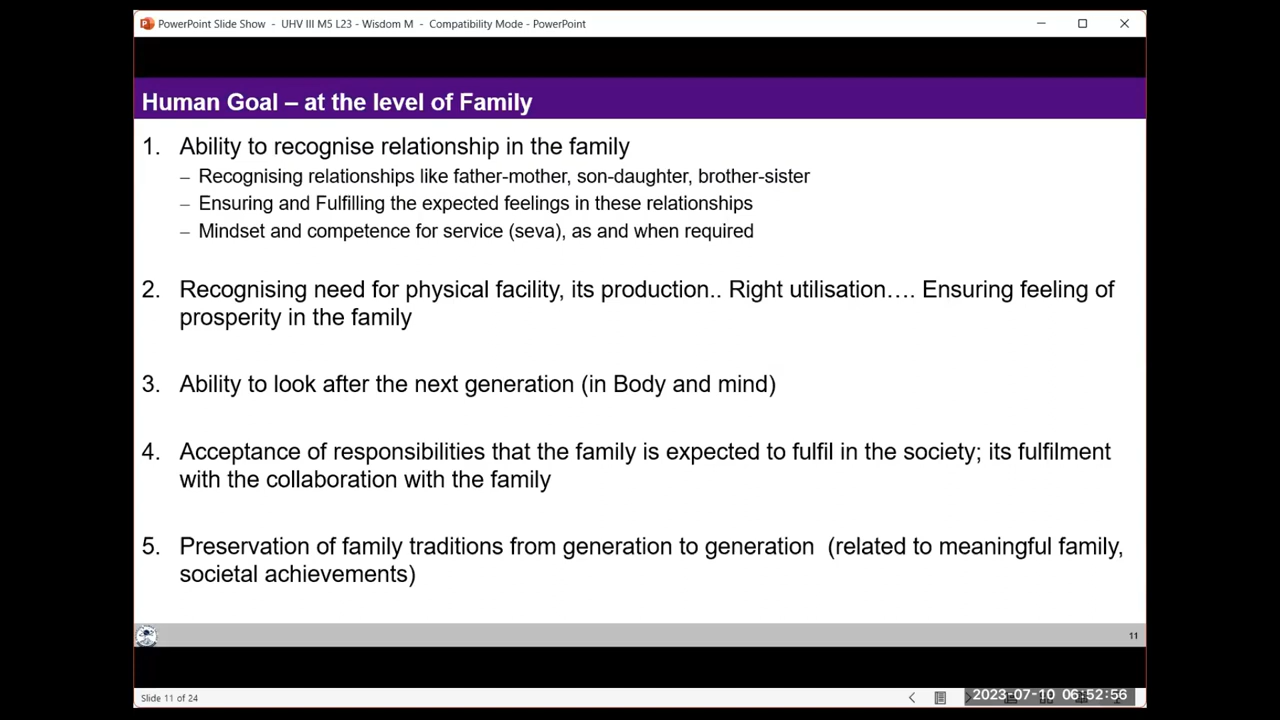 PowerPoint Slide Show - UHV III M5 L23 - Wisdom M - Compatibility Mode - PowerPoint
Human Goal – at the level of Family
1. Ability to recognise relationship in the family
– Recognising relationships like father-mother, son-daughter, brother-sister
– Ensuring and Fulfilling the expected feelings in these relationships
– Mindset and competence for service (seva), as and when required
2. Recognising need for physical facility, its production.. Right utilisation…. Ensuring feeling of
prosperity in the family
3. Ability to look after the next generation (in Body and mind)
4. Acceptance of responsibilities that the family is expected to fulfil in the society; its fulfilment
with the collaboration with the family
5. Preservation of family traditions from generation to generation (related to meaningful family,
societal achievements)
11
Slide 11 of 24
2023-07-10 06:52:56